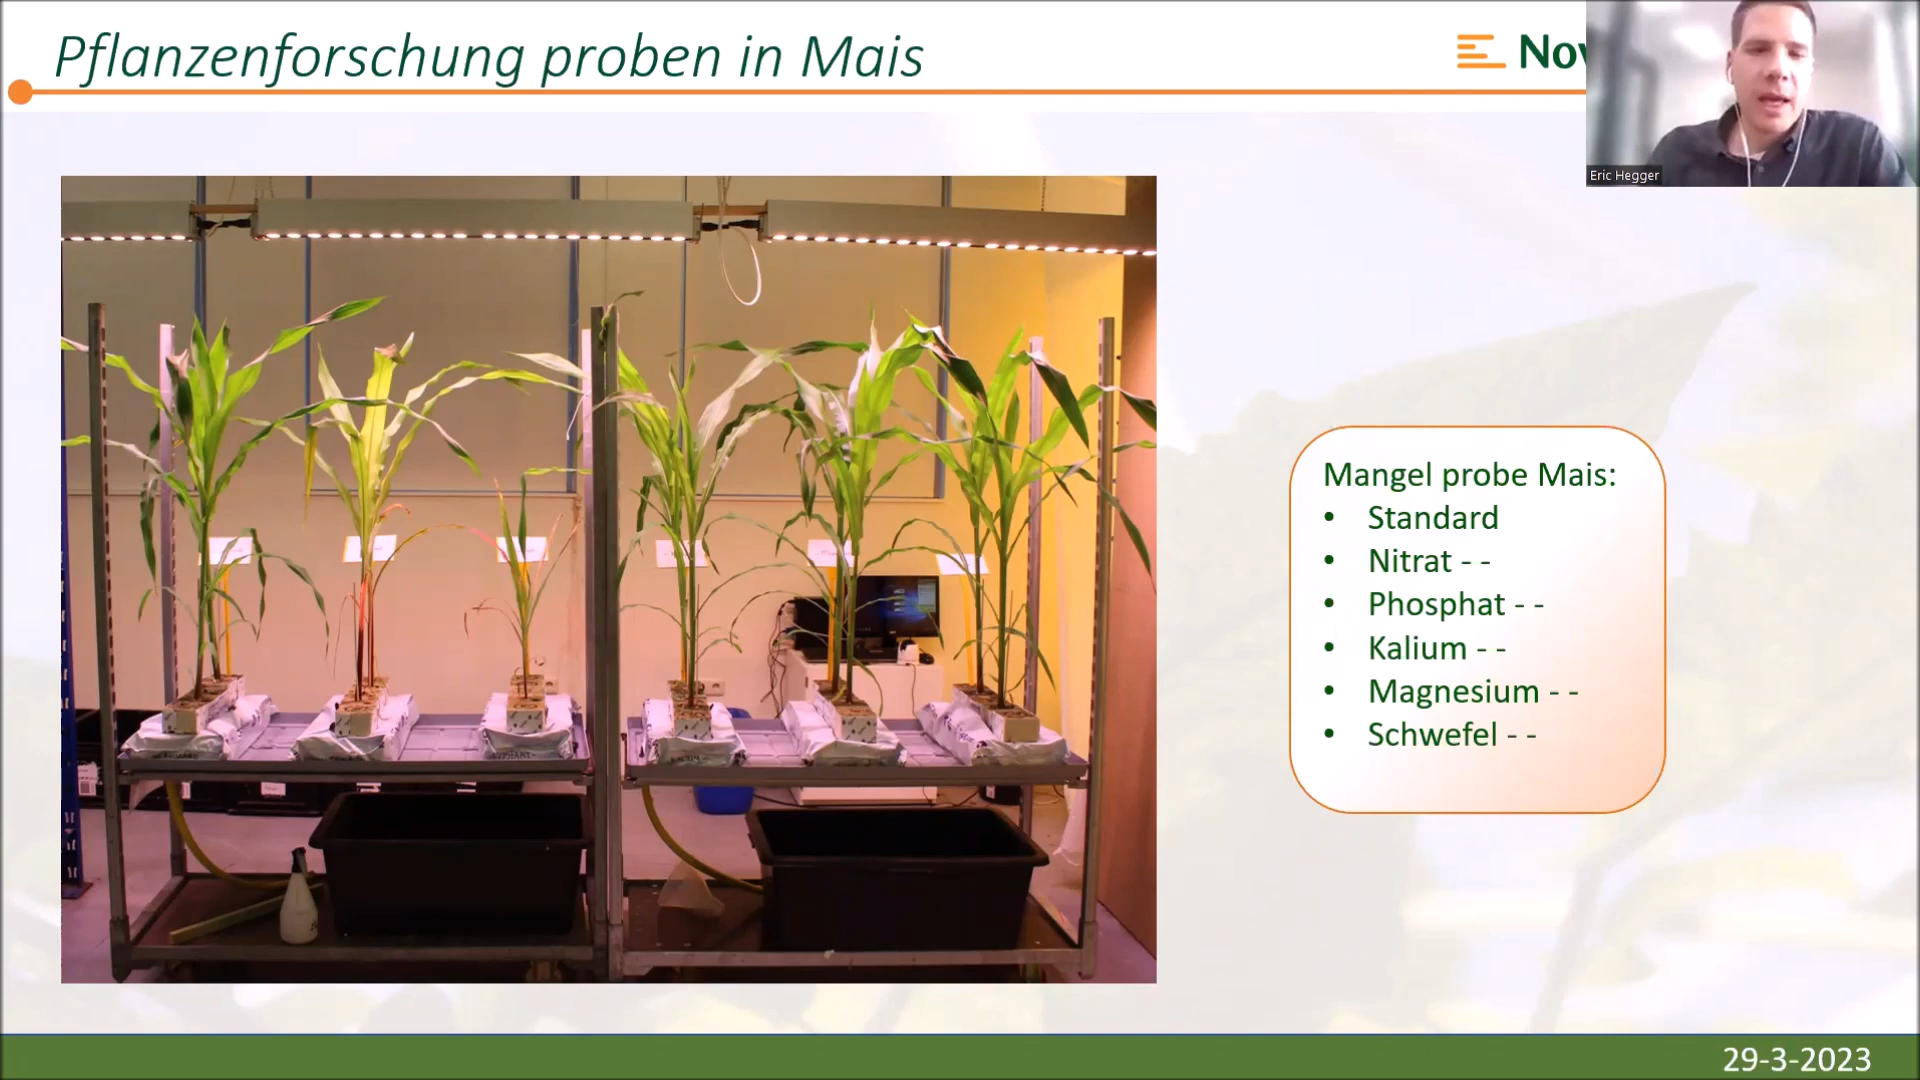 Pflanzenforschung proben in Mais
Nov
Eric Hegger
Mangel probe Mais:
• Standard
• Nitrat - -
• Phosphat - -
• Kalium - -
• Magnesium - -
• Schwefel - -
29-3-2023